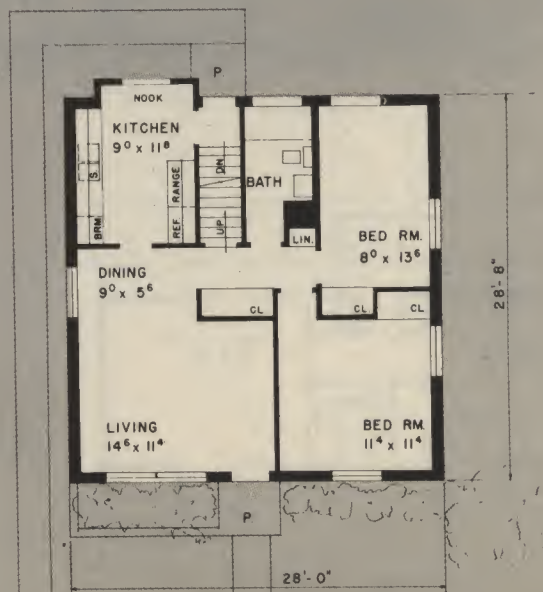 P
NOOK
KITCHEN
9⁰ x 11⁸
S.
BRM
RANGE
REF.
DN.
UP
BATH
LIN.
BED RM.
8⁰ x 13⁶
DINING
9⁰ x 5⁶
CL
CL
CL
28'-8"
LIVING
14⁶ x 11⁴
BED RM.
11⁴ x 11⁴
P.
28'-0"